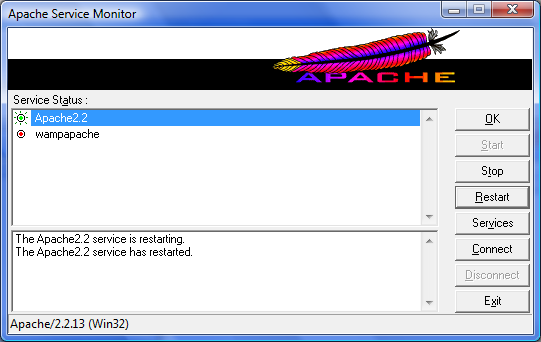 Apache Service Monitor
APACHE
Service Status :
Apache2.2
wampapache
OK
Start
Stop
Restart
Services
Connect
Disconnect
Exit
The Apache2.2 service is restarting.
The Apache2.2 service has restarted.
Apache/2.2.13 (Win32)